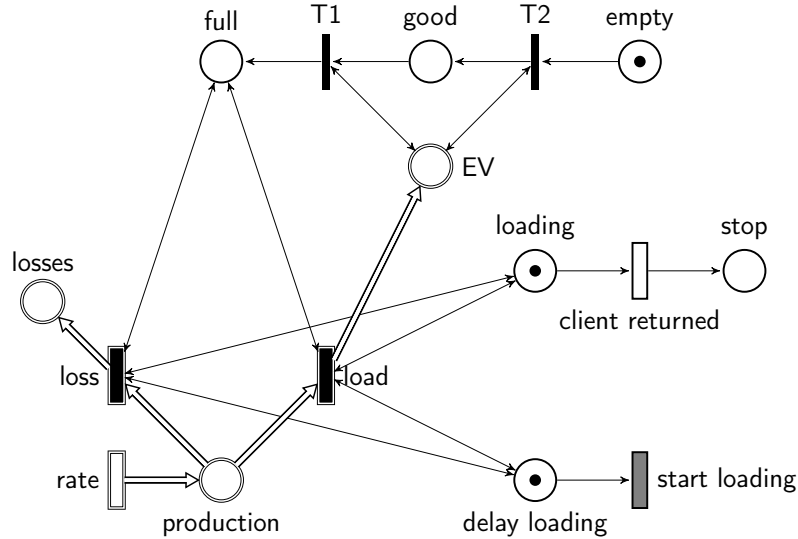 full
T1
good
T2
empty
EV
loading
stop
losses
client returned
loss
load
rate
start loading
production
delay loading